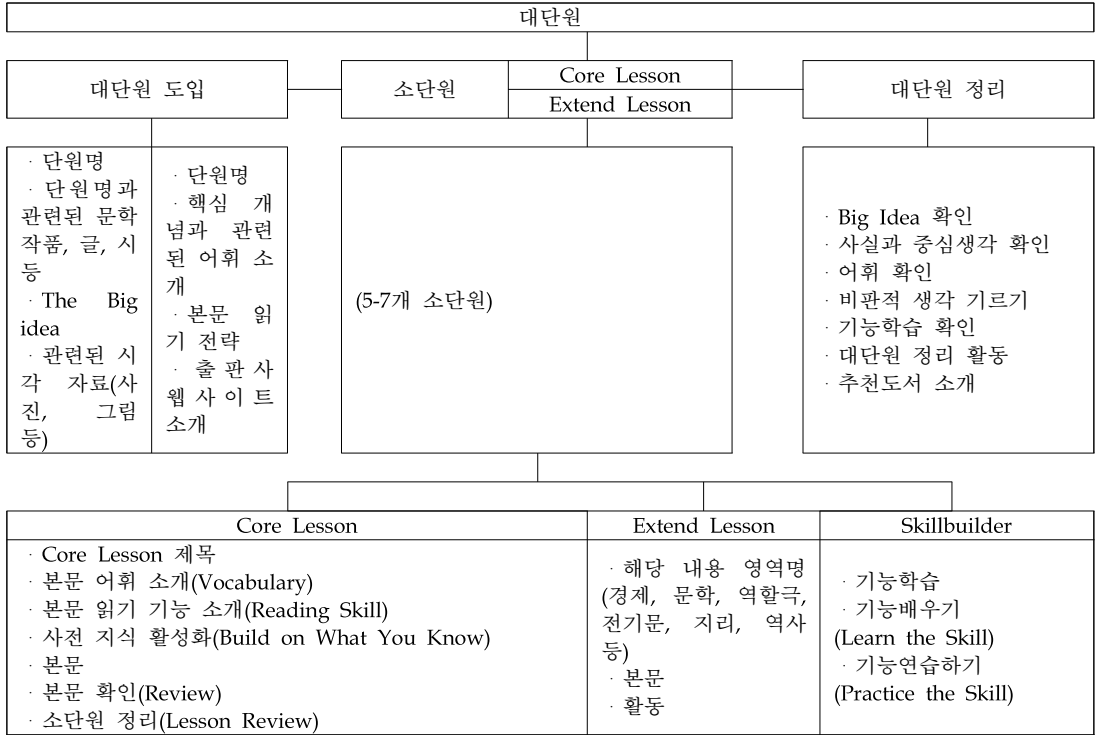 대단원
대단원 도입
소단원
Core Lesson
Extend Lesson
대단원 정리
· 단원명
· 단원명과
관련된 문학
작품, 글, 시
등
· The Big
idea
· 관련된 시
각 자료(사
진, 그림
등)
· 단원명
· 핵심 개
념과 관련
된 어휘 소
개
· 본문 읽
기 전략
· 출판사
웹사이트
소개
(5-7개 소단원)
· Big Idea 확인
· 사실과 중심생각 확인
· 어휘 확인
· 비판적 생각 기르기
· 기능학습 확인
· 대단원 정리 활동
· 추천도서 소개
Core Lesson
· Core Lesson 제목
· 본문 어휘 소개(Vocabulary)
· 본문 읽기 기능 소개(Reading Skill)
· 사전 지식 활성화(Build on What You Know)
· 본문
· 본문 확인(Review)
· 소단원 정리(Lesson Review)
Extend Lesson
· 해당 내용 영역명
(경제, 문학, 역할극,
전기문, 지리, 역사
등)
· 본문
· 활동
Skillbuilder
· 기능학습
· 기능배우기
(Learn the Skill)
· 기능연습하기
(Practice the Skill)